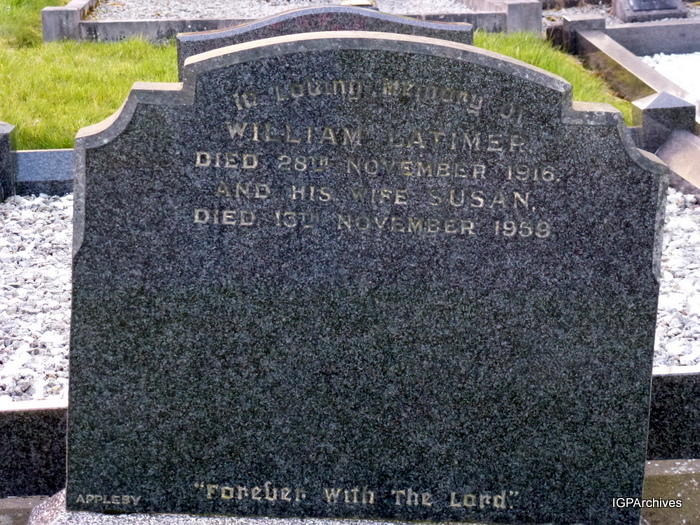 In Loving Memory of
WILLIAM LATIMER,
DIED 28TH NOVEMBER 1916.
AND HIS WIFE SUSAN,
DIED 13TH NOVEMBER 1959.
APPLEBY
"Forever with The Lord".
IGPArchives